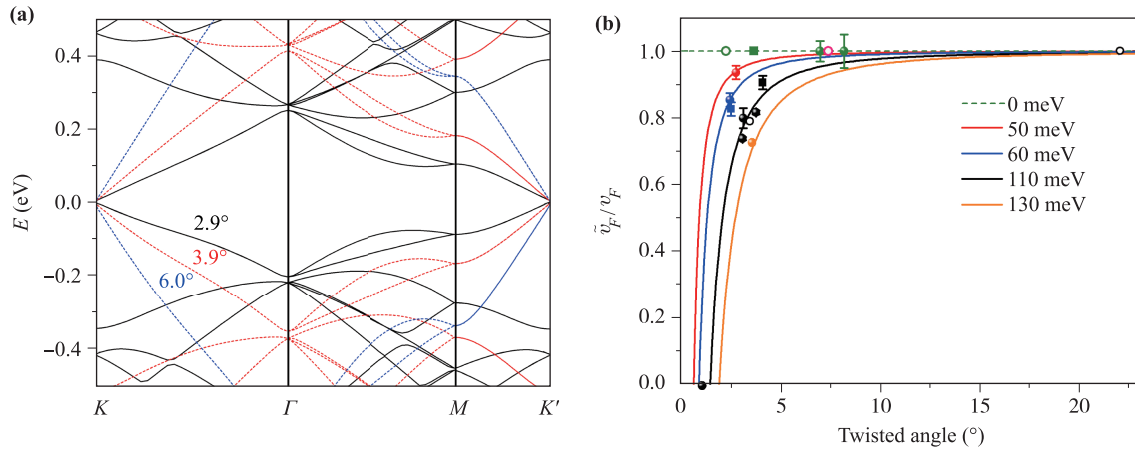 (a)
0.4
0.2
0.0
−0.2
−0.4
E (eV)
2.9°
3.9°
6.0°
K
Γ
M
K′
(b)
1.0
0.8
0.6
0.4
0.2
0.0
ṽ_F/v_F
0 meV
50 meV
60 meV
110 meV
130 meV
0
5
10
15
20
Twisted angle (°)